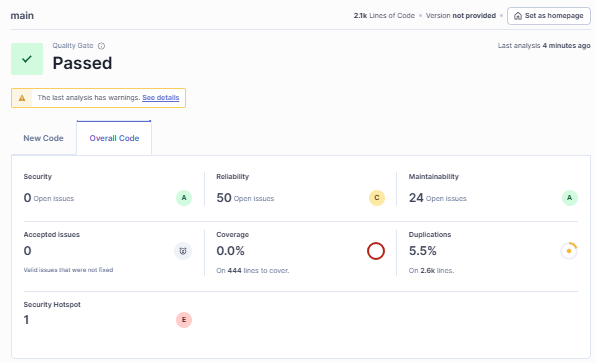 main
2.1k Lines of Code • Version not provided • Set as homepage
Quality Gate
Passed
Last analysis 4 minutes ago
The last analysis has warnings. See details
New Code Overall Code
Security Reliability Maintainability
0 Open issues A 50 Open issues C 24 Open issues A
Accepted issues Coverage Duplications
0 0.0% 5.5%
Valid issues that were not fixed On 444 lines to cover. On 2.6k lines.
Security Hotspot
1 E